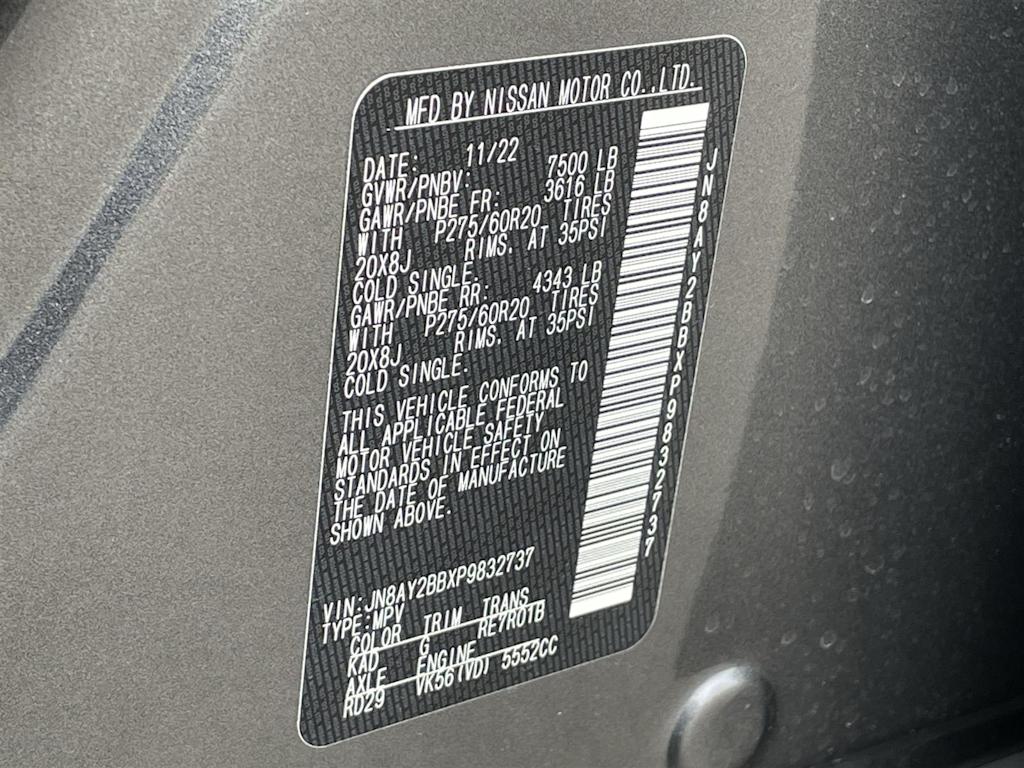 MFD BY NISSAN MOTOR CO.,LTD.
DATE: 11/22
GVWR/PNBV: 7500 LB
GAWR/PNBE FR: 3616 LB
WITH P275/60R20 TIRES
20X8J RIMS, AT 35PSI
COLD SINGLE.
GAWR/PNBE RR: 4343 LB
WITH P275/60R20 TIRES
20X8J RIMS, AT 35PSI
COLD SINGLE.
THIS VEHICLE CONFORMS TO
ALL APPLICABLE FEDERAL
MOTOR VEHICLE SAFETY
STANDARDS IN EFFECT ON
THE DATE OF MANUFACTURE
SHOWN ABOVE.
VIN:JN8AY2BBXP9832737
TYPE:MPV
COLOR TRIM TRANS
KAD G RE7R01B
AXLE ENGINE
RD29 VK56(VD) 5552CC
JN8AY2BBXP9832737